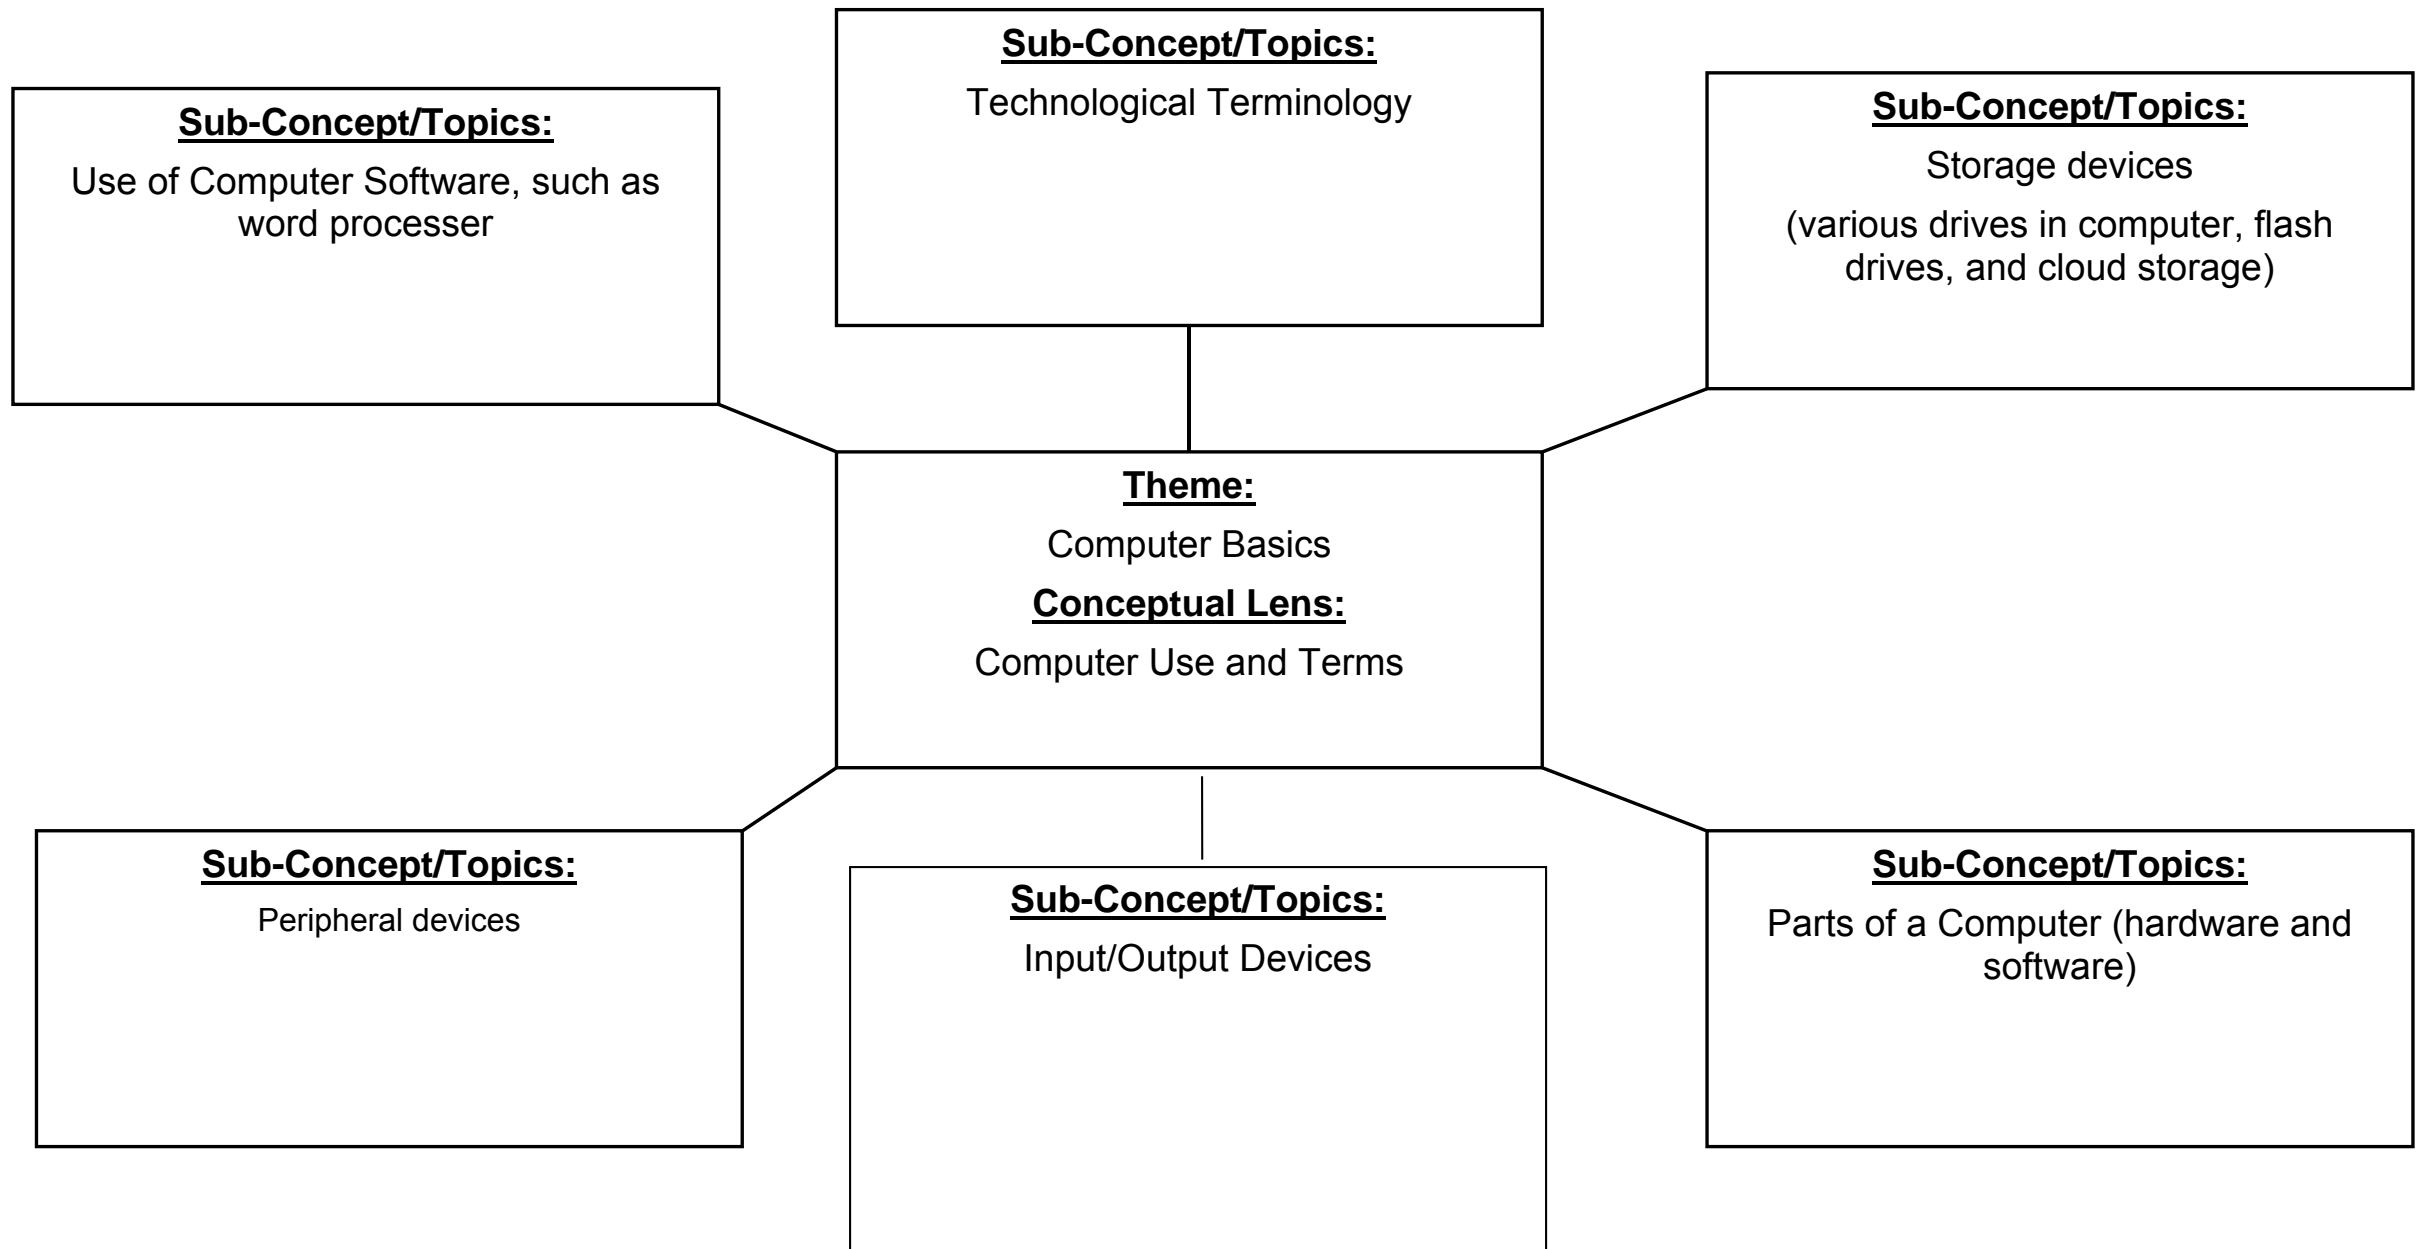 Sub-Concept/Topics:
Use of Computer Software, such as
word processer
Sub-Concept/Topics:
Technological Terminology
Sub-Concept/Topics:
Storage devices
(various drives in computer, flash
drives, and cloud storage)
Theme:
Computer Basics
Conceptual Lens:
Computer Use and Terms
Sub-Concept/Topics:
Peripheral devices
Sub-Concept/Topics:
Input/Output Devices
Sub-Concept/Topics:
Parts of a Computer (hardware and
software)